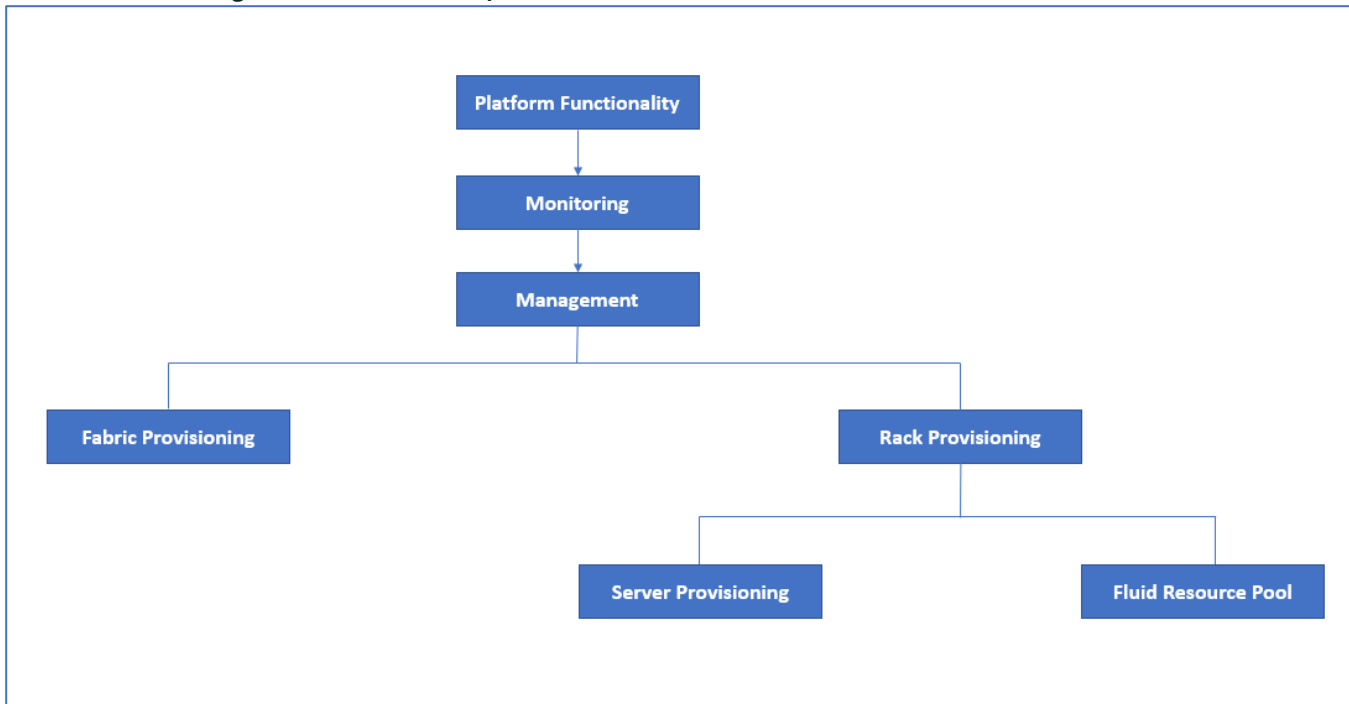 Platform Functionality
Monitoring
Management
Fabric Provisioning
Rack Provisioning
Server Provisioning
Fluid Resource Pool